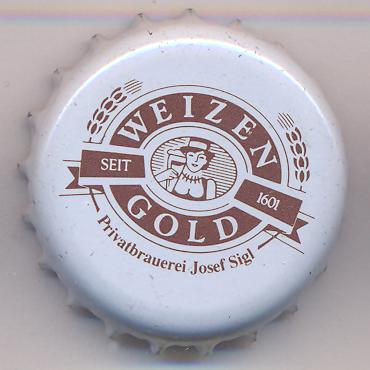 WEIZEN
SEIT 1601
GOLD
Privatbrauerei Josef Sigl